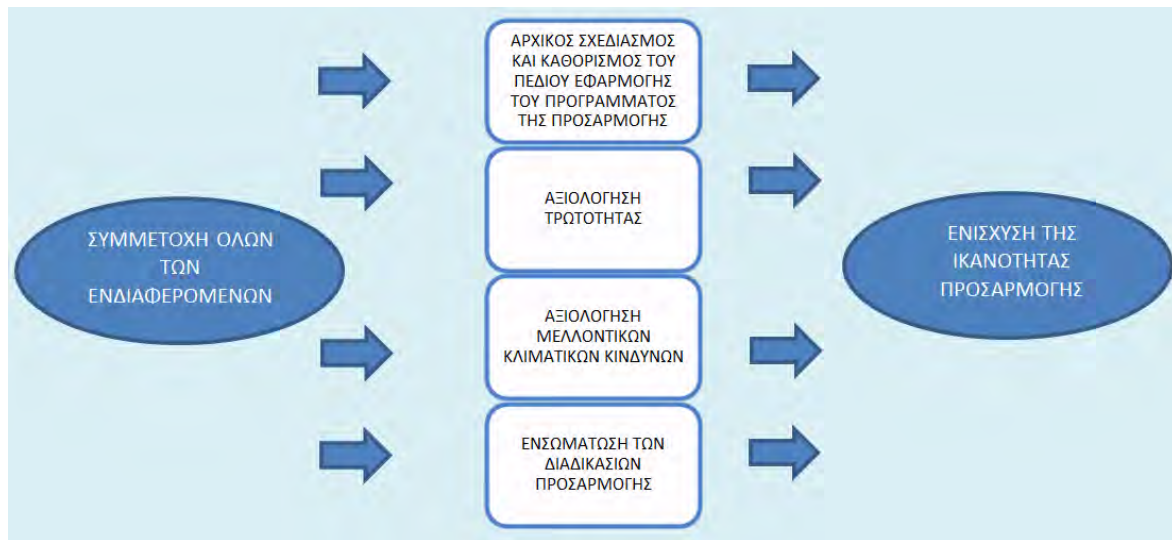 ΣΥΜΜΕΤΟΧΗ ΟΛΩΝ
ΤΩΝ
ΕΝΔΙΑΦΕΡΟΜΕΝΩΝ
ΑΡΧΙΚΟΣ ΣΧΕΔΙΑΣΜΟΣ
ΚΑΙ ΚΑΘΟΡΙΣΜΟΣ ΤΟΥ
ΠΕΔΙΟΥ ΕΦΑΡΜΟΓΗΣ
ΤΟΥ ΠΡΟΓΡΑΜΜΑΤΟΣ
ΤΗΣ ΠΡΟΣΑΡΜΟΓΗΣ
ΑΞΙΟΛΟΓΗΣΗ
ΤΡΩΤΟΤΗΤΑΣ
ΑΞΙΟΛΟΓΗΣΗ
ΜΕΛΛΟΝΤΙΚΩΝ
ΚΛΙΜΑΤΙΚΩΝ ΚΙΝΔΥΝΩΝ
ΕΝΣΩΜΑΤΩΣΗ ΤΩΝ
ΔΙΑΔΙΚΑΣΙΩΝ
ΠΡΟΣΑΡΜΟΓΗΣ
ΕΝΙΣΧΥΣΗ ΤΗΣ
ΙΚΑΝΟΤΗΤΑΣ
ΠΡΟΣΑΡΜΟΓΗΣ